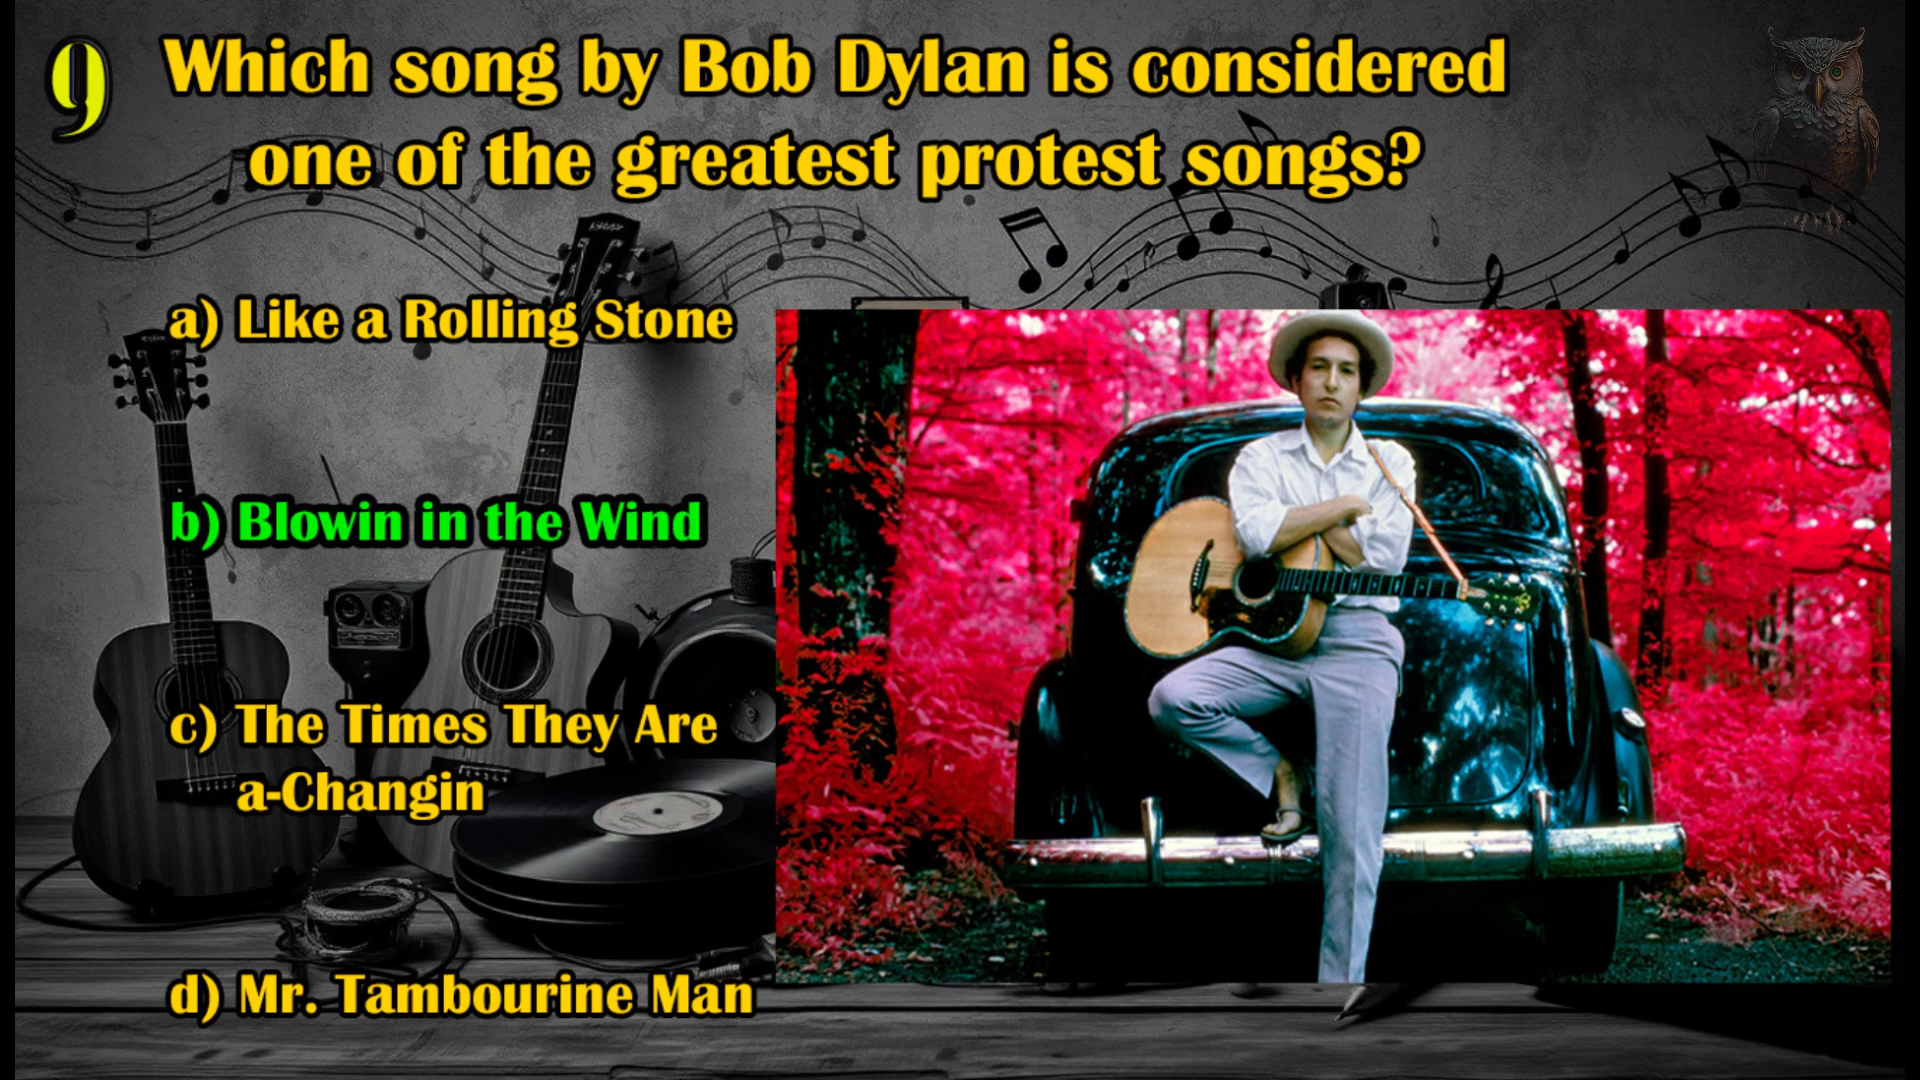 9
Which song by Bob Dylan is considered
one of the greatest protest songs?
a) Like a Rolling Stone
b) Blowin in the Wind
c) The Times They Are
a-Changin
d) Mr. Tambourine Man